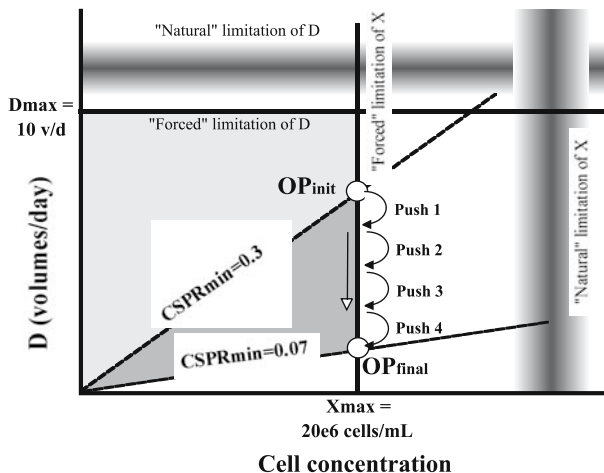 "Natural" limitation of D
Dmax =
10 v/d
"Forced" limitation of D
"Forced" limitation of X
"Natural" limitation of X
OPinit
Push 1
Push 2
Push 3
Push 4
CSPRmin=0.3
CSPRmin=0.07
OPfinal
D (volumes/day)
Xmax =
20e6 cells/mL
Cell concentration